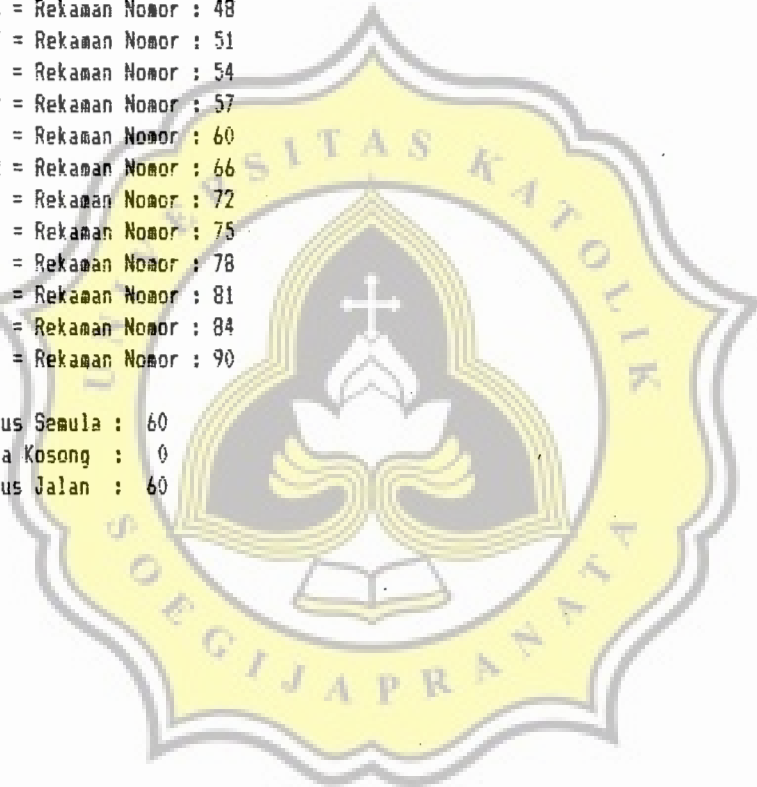 = Rekaman Nomor : 48
= Rekaman Nomor : 51
= Rekaman Nomor : 54
= Rekaman Nomor : 57
= Rekaman Nomor : 60
= Rekaman Nomor : 66
= Rekaman Nomor : 72
= Rekaman Nomor : 75
= Rekaman Nomor : 78
= Rekaman Nomor : 81
= Rekaman Nomor : 84
= Rekaman Nomor : 90
us Semula : 60
a Kosong : 0
us Jalan : 60
UNIVERSITAS KATOLIK
SOEGIJAPRANATA